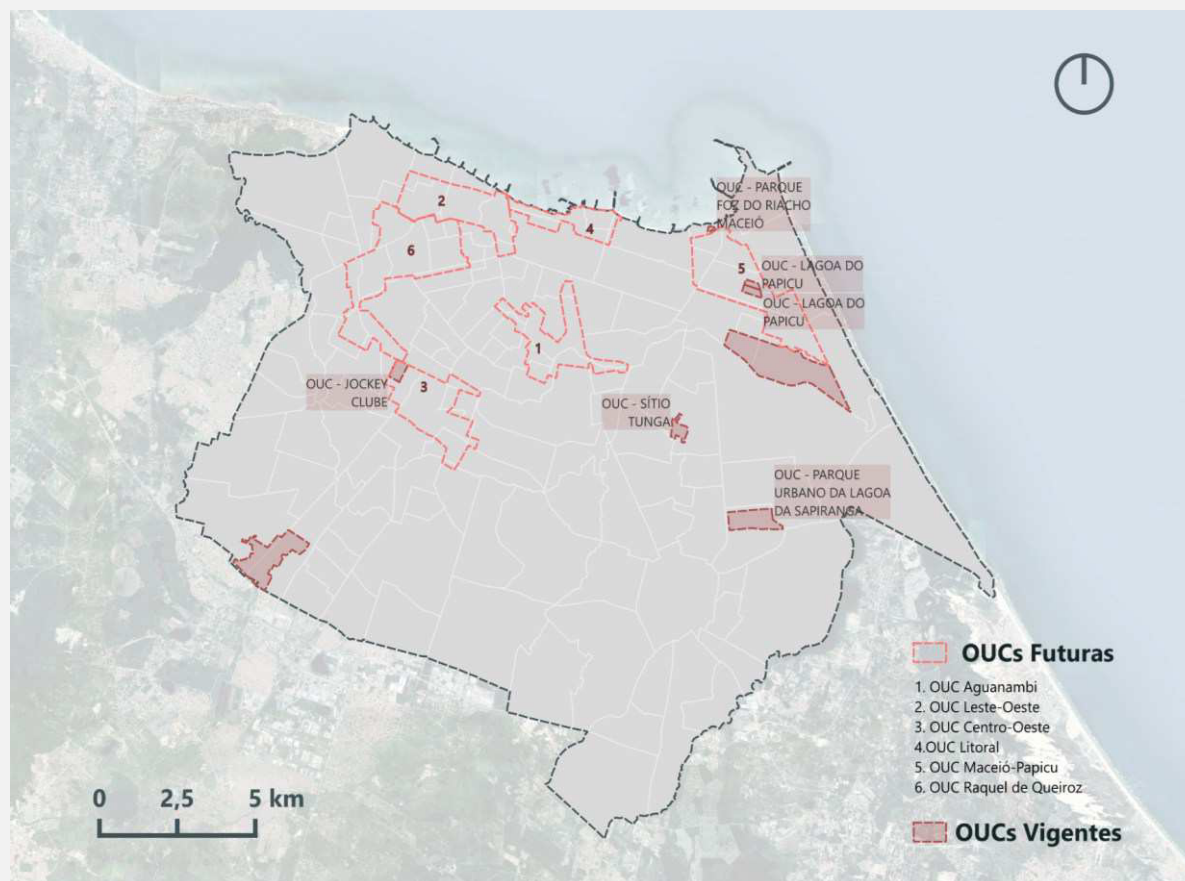 OUC - PARQUE
FOZ DO RIACHO
MACEIÓ
2
4
6
5
OUC - LAGOA DO
PAPICU
OUC - LAGOA DO
PAPICU
1
OUC - JOCKEY
CLUBE
3
OUC - SÍTIO
TUNGA
OUC - PARQUE
URBANO DA LAGOA
DA SAPIRANGA
OUCs Futuras
1. OUC Aguanambi
2. OUC Leste-Oeste
3. OUC Centro-Oeste
4.OUC Litoral
5. OUC Maceió-Papicu
6. OUC Raquel de Queiroz
OUCs Vigentes
0 2,5 5 km